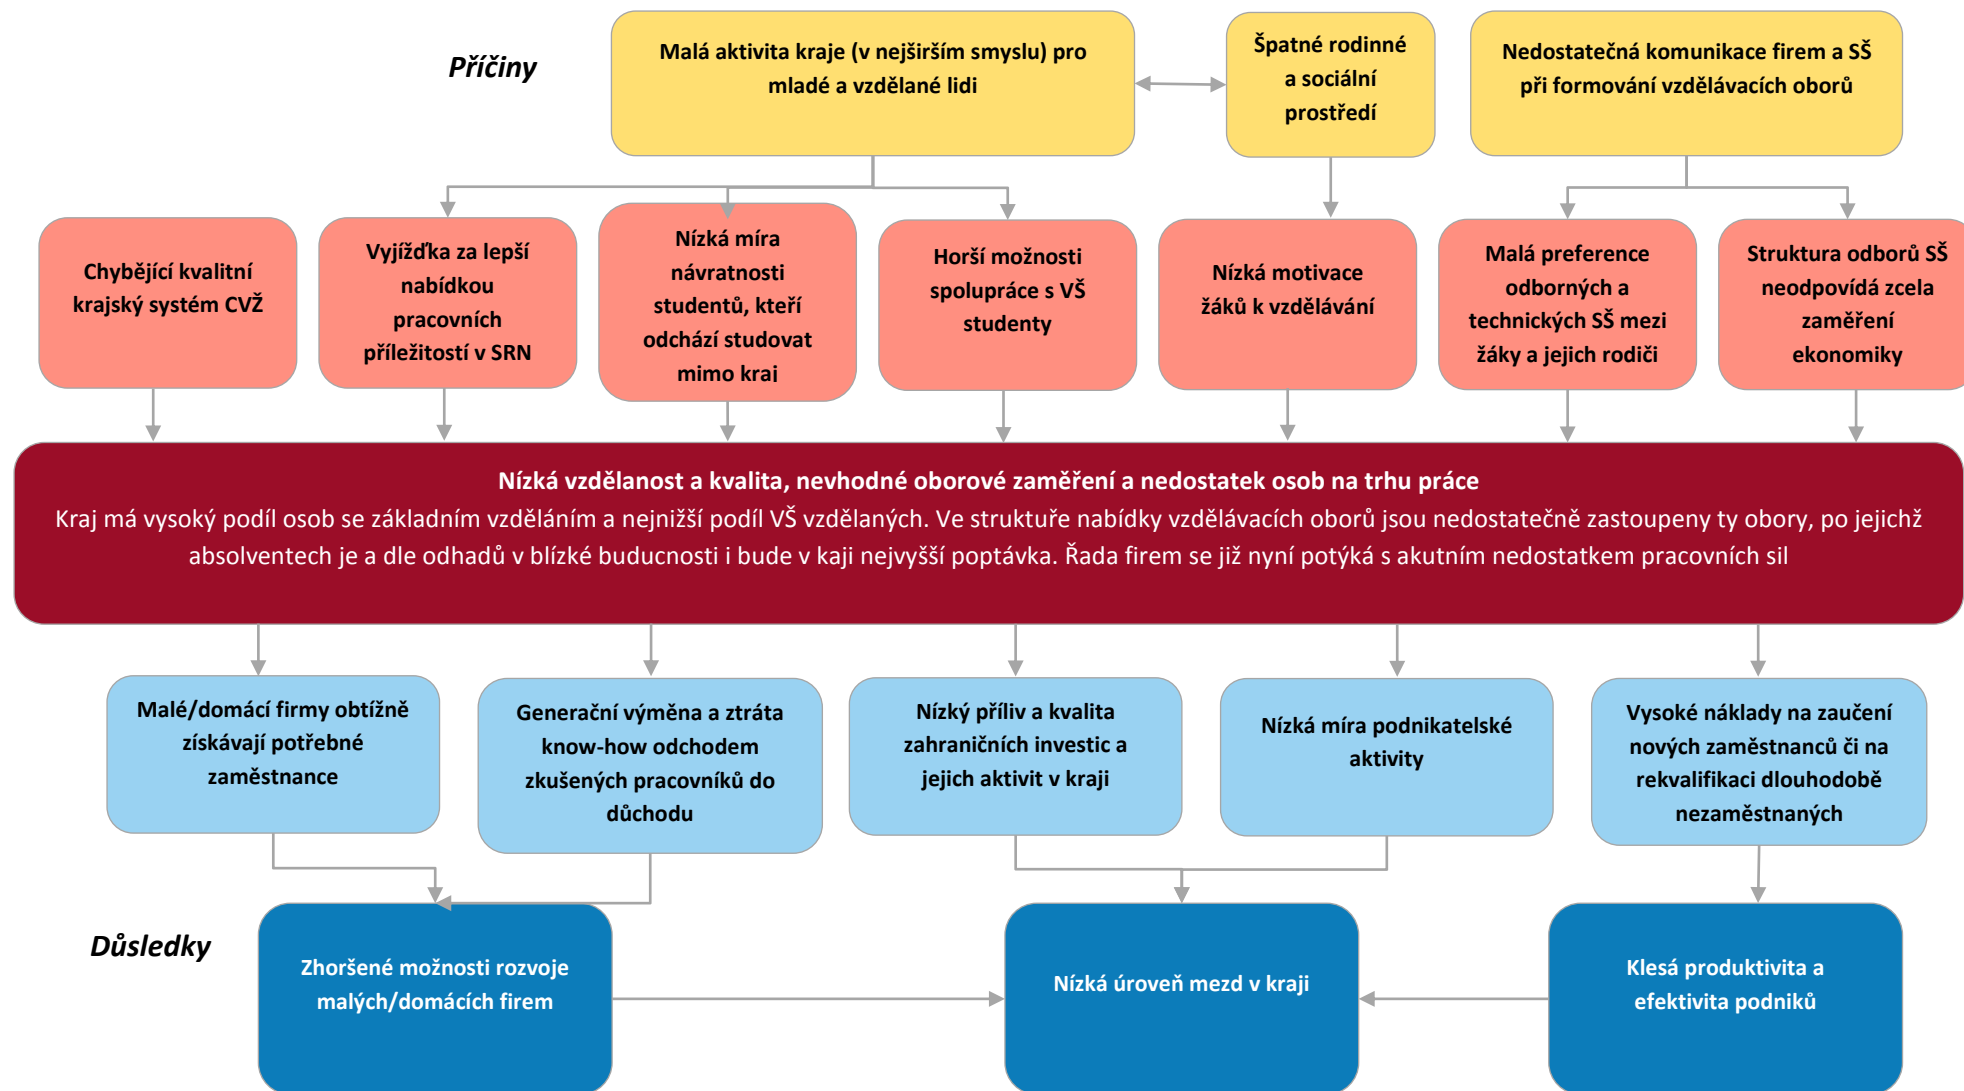 Příčiny
Malá aktivita kraje (v nejširším smyslu) pro
mladé a vzdělané lidi
Špatné rodinné
a sociální
prostředí
Nedostatečná komunikace firem a SŠ
při formování vzdělávacích oborů
Chybějící kvalitní
krajský systém CVŽ
Vyjížďka za lepší
nabídkou
pracovních
příležitostí v SRN
Nízká míra
návratnosti
studentů, kteří
odchází studovat
mimo kraj
Horší možnosti
spolupráce s VŠ
studenty
Nízká motivace
žáků k vzdělávání
Malá preference
odborných a
technických SŠ mezi
žáky a jejich rodiči
Struktura odborů SŠ
neodpovídá zcela
zaměření
ekonomiky
Nízká vzdělanost a kvalita, nevhodné oborové zaměření a nedostatek osob na trhu práce
Kraj má vysoký podíl osob se základním vzděláním a nejnižší podíl VŠ vzdělaných. Ve struktuře nabídky vzdělávacích oborů jsou nedostatečně zastoupeny ty obory, po jejichž
absolventech je a dle odhadů v blízké buducnosti i bude v kaji nejvyšší poptávka. Řada firem se již nyní potýká s akutním nedostatkem pracovních sil
Malé/domácí firmy obtížně
získávají potřebné
zaměstnance
Generační výměna a ztráta
know-how odchodem
zkušených pracovníků do
důchodu
Nízký příliv a kvalita
zahraničních investic a
jejich aktivit v kraji
Nízká míra podnikatelské
aktivity
Vysoké náklady na zaučení
nových zaměstnanců či na
rekvalifikaci dlouhodobě
nezaměstnaných
Důsledky
Zhoršené možnosti rozvoje
malých/domácích firem
Nízká úroveň mezd v kraji
Klesá produktivita a
efektivita podniků